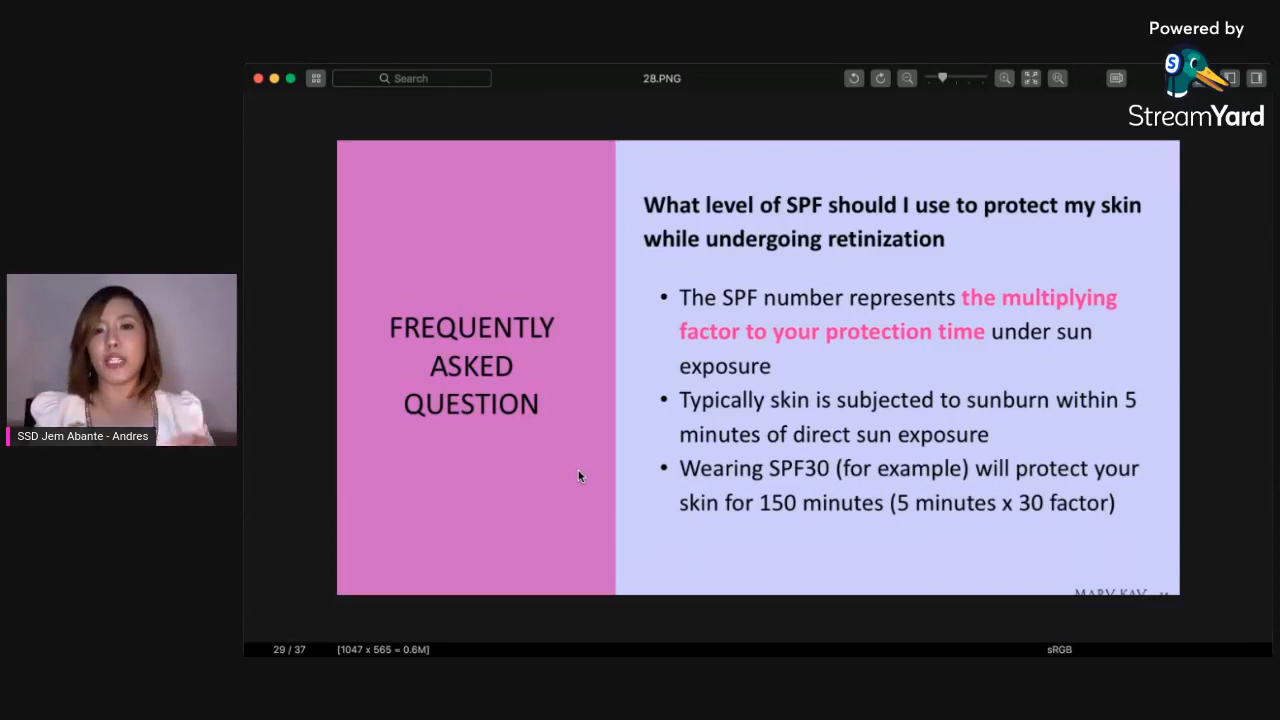 Powered by
StreamYard
Search
28.PNG
What level of SPF should I use to protect my skin
while undergoing retinization
• The SPF number represents the multiplying
factor to your protection time under sun
exposure
• Typically skin is subjected to sunburn within 5
minutes of direct sun exposure
• Wearing SPF30 (for example) will protect your
skin for 150 minutes (5 minutes x 30 factor)
FREQUENTLY
ASKED
QUESTION
SSD Jem Abante - Andres
MARY KAY
29 / 37
[1047 x 565 = 0.6M]
sRGB